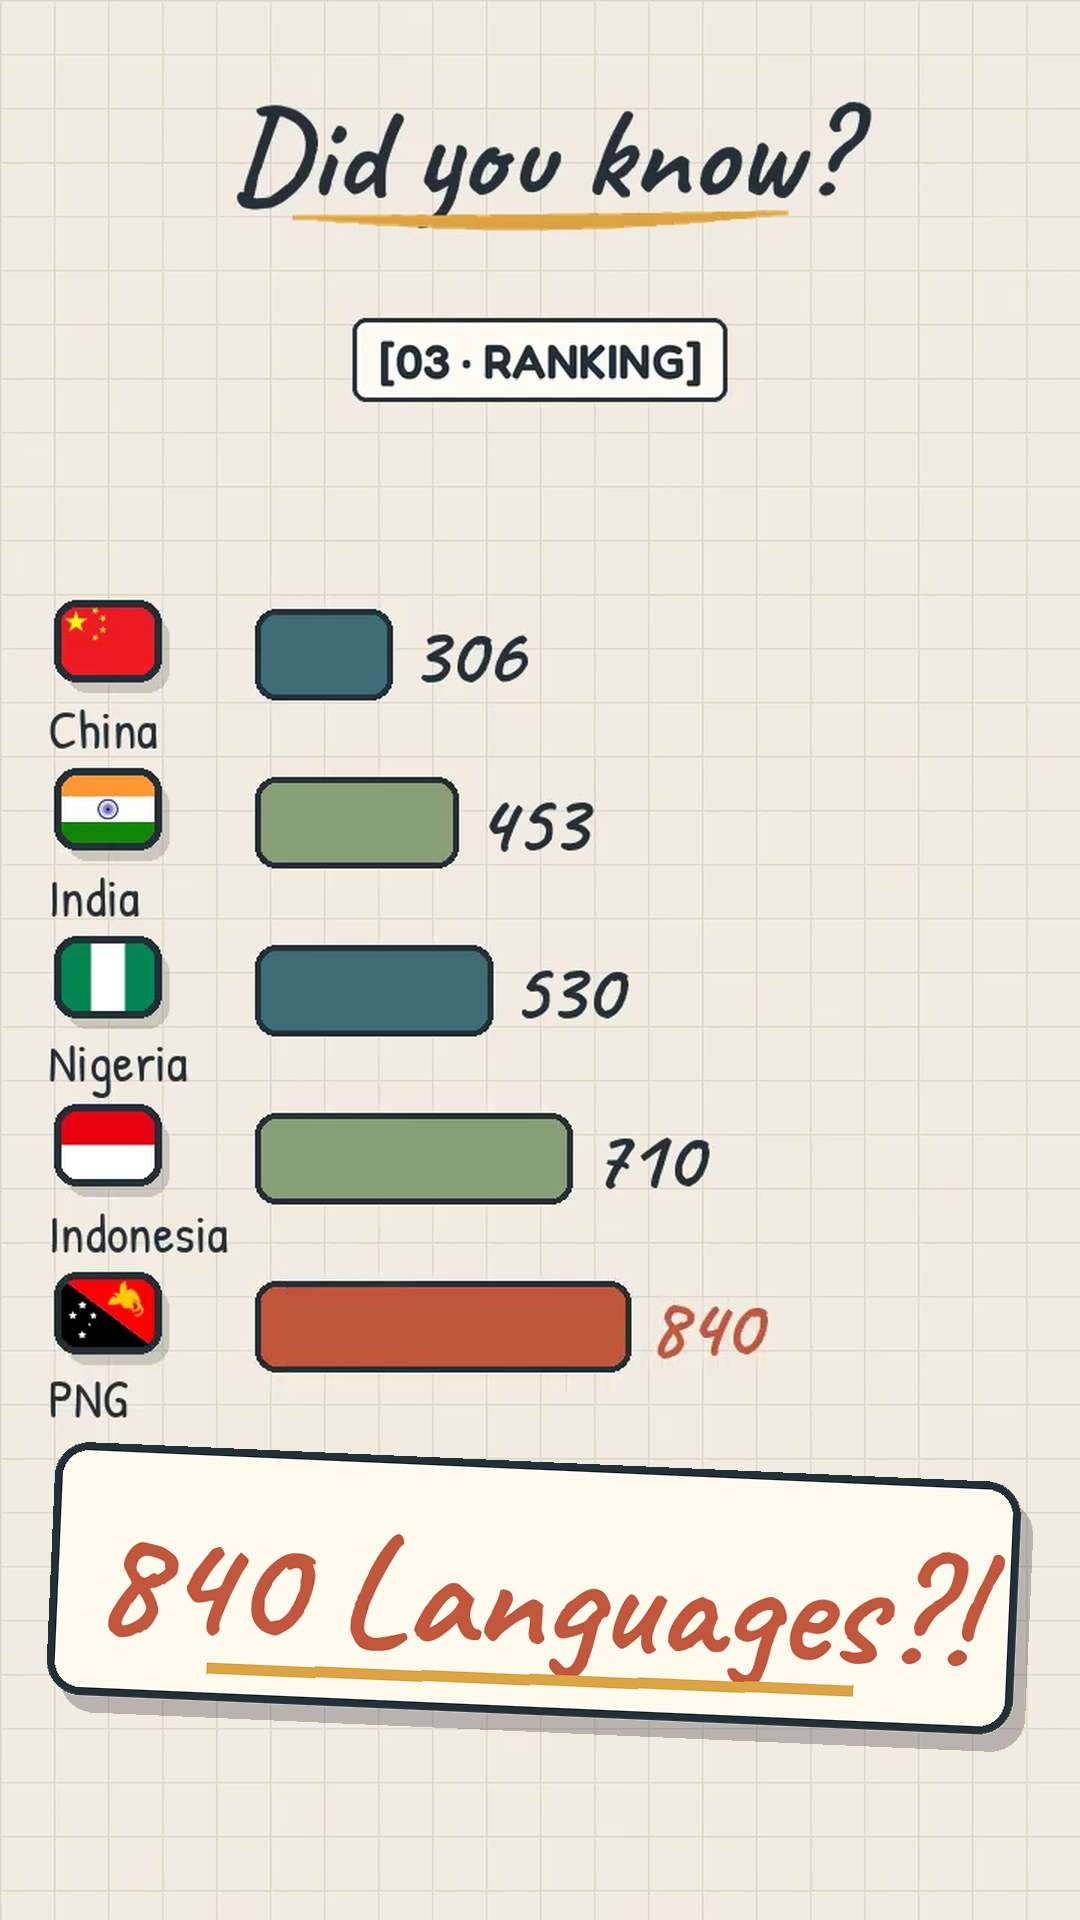 Did you know?
[03 · RANKING]
306
China
453
India
530
Nigeria
710
Indonesia
840
PNG
840 Languages?!